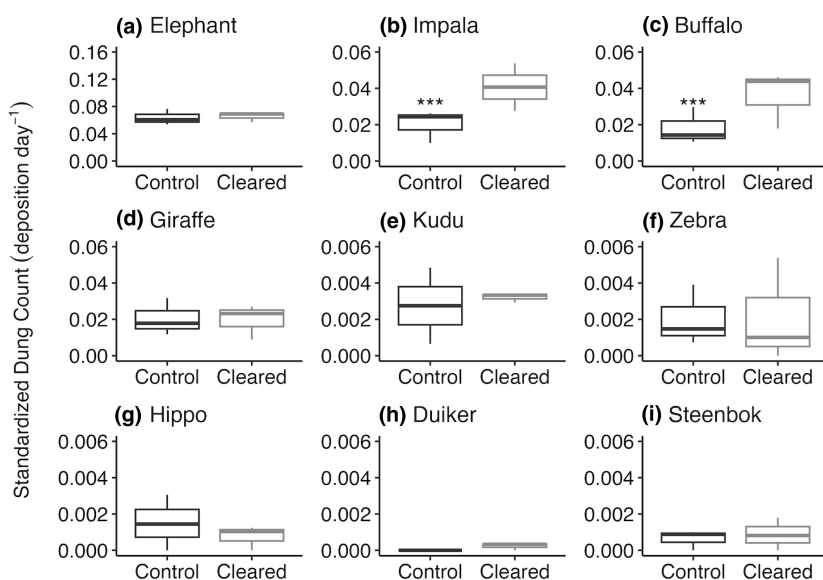 Standardized Dung Count (deposition day⁻¹)
(a) Elephant
0.16
0.12
0.08
0.04
0.00
Control Cleared
(b) Impala
0.06
0.04
0.02
0.00
***
Control Cleared
(c) Buffalo
0.06
0.04
0.02
0.00
***
Control Cleared
(d) Giraffe
0.06
0.04
0.02
0.00
Control Cleared
(e) Kudu
0.006
0.004
0.002
0.000
Control Cleared
(f) Zebra
0.006
0.004
0.002
0.000
Control Cleared
(g) Hippo
0.006
0.004
0.002
0.000
Control Cleared
(h) Duiker
0.006
0.004
0.002
0.000
Control Cleared
(i) Steenbok
0.006
0.004
0.002
0.000
Control Cleared